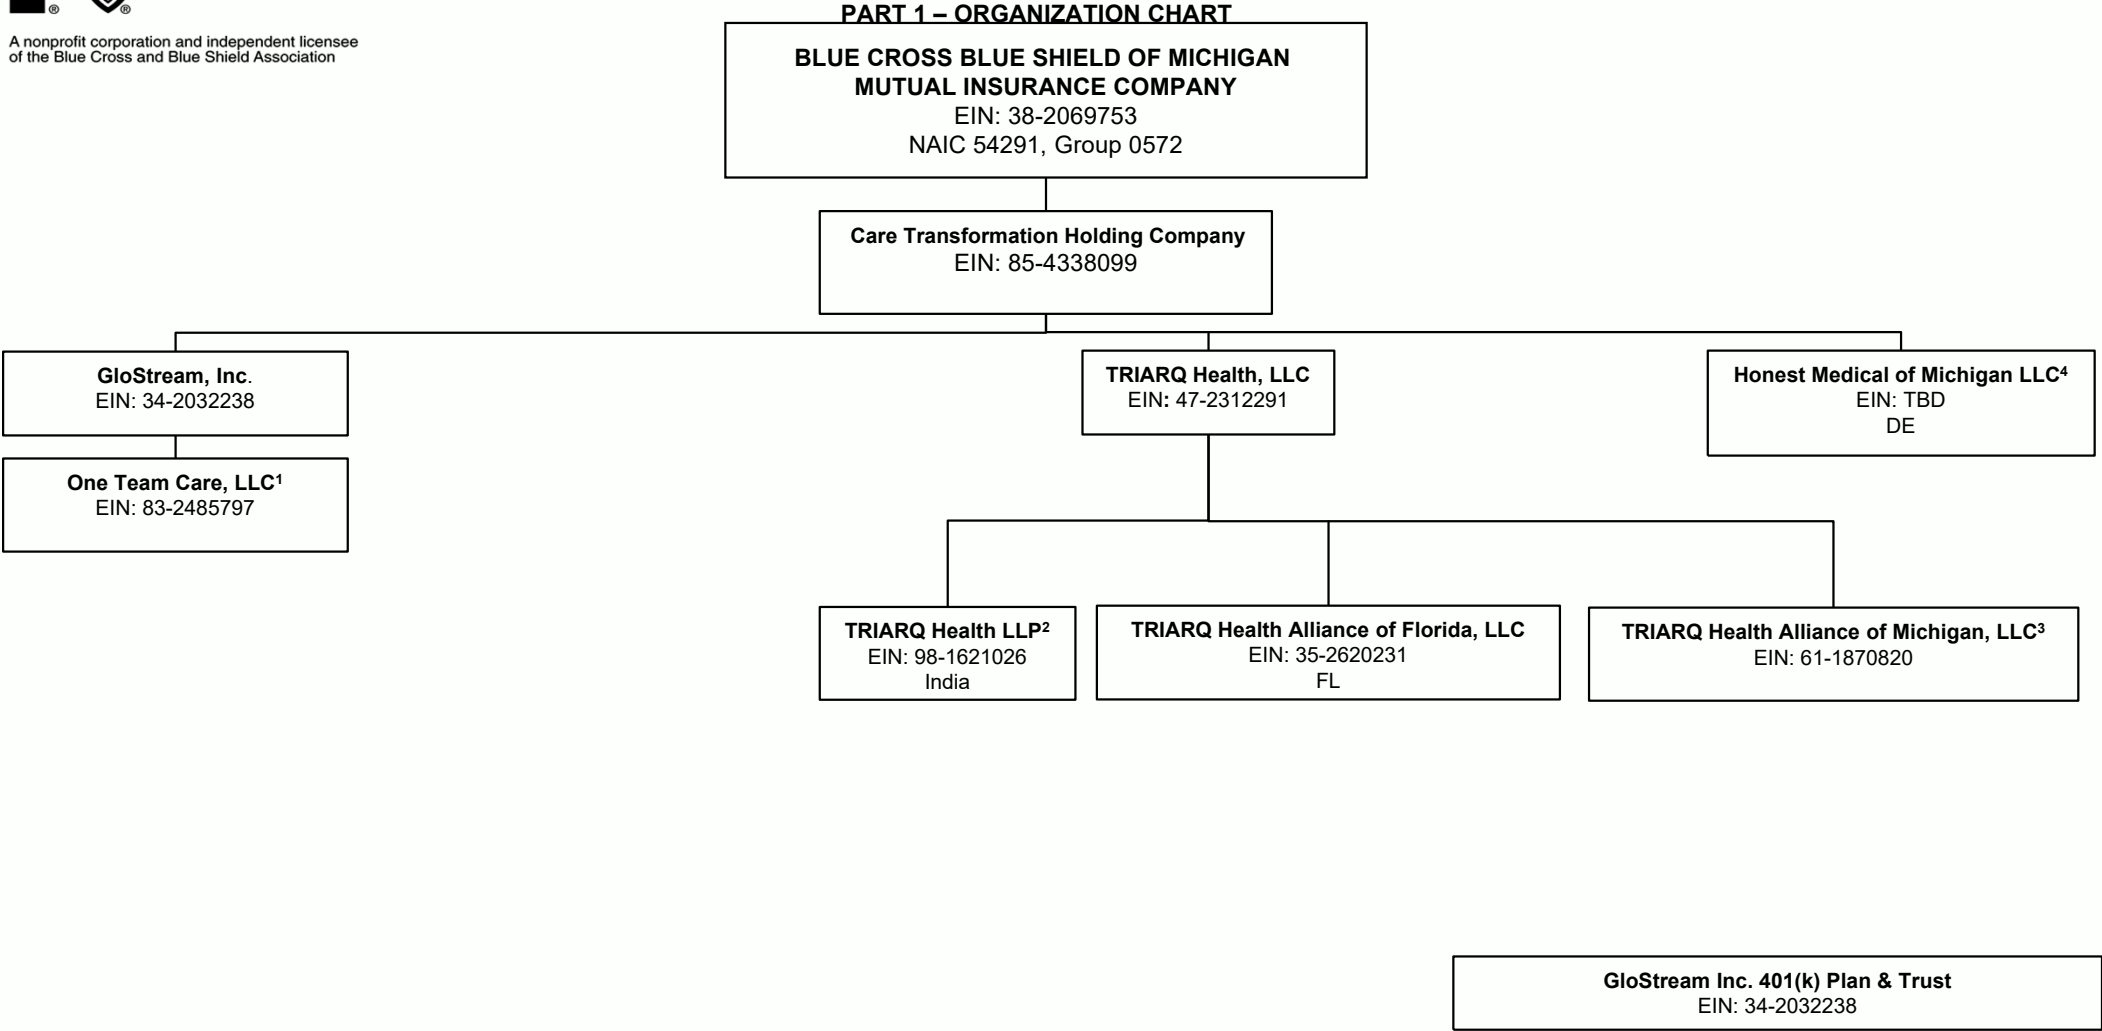 PART 1 – ORGANIZATION CHART
® ®
A nonprofit corporation and independent licensee
of the Blue Cross and Blue Shield Association
BLUE CROSS BLUE SHIELD OF MICHIGAN
MUTUAL INSURANCE COMPANY
EIN: 38-2069753
NAIC 54291, Group 0572
Care Transformation Holding Company
EIN: 85-4338099
GloStream, Inc.
EIN: 34-2032238
One Team Care, LLC¹
EIN: 83-2485797
TRIARQ Health, LLC
EIN: 47-2312291
Honest Medical of Michigan LLC⁴
EIN: TBD
DE
TRIARQ Health LLP²
EIN: 98-1621026
India
TRIARQ Health Alliance of Florida, LLC
EIN: 35-2620231
FL
TRIARQ Health Alliance of Michigan, LLC³
EIN: 61-1870820
GloStream Inc. 401(k) Plan & Trust
EIN: 34-2032238